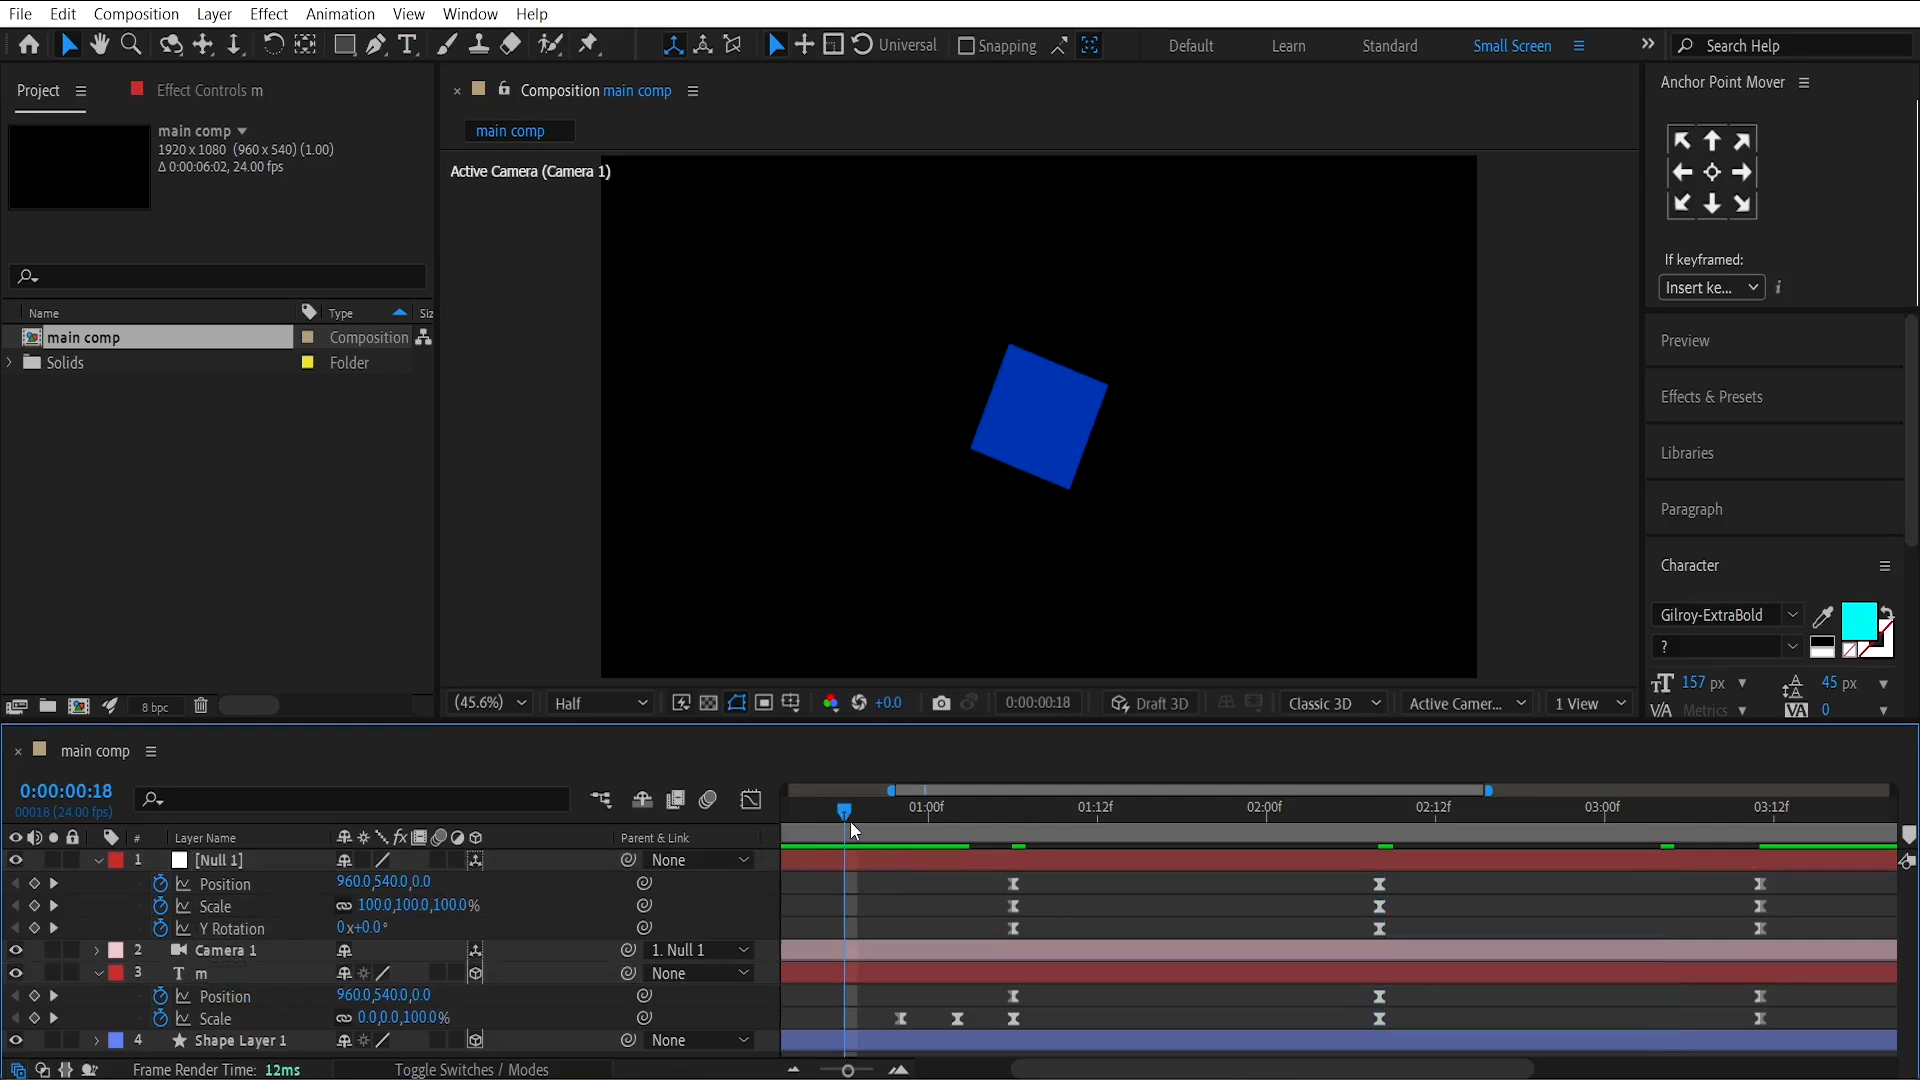 File Edit Composition Layer Effect Animation View Window Help
Universal Snapping Default Learn Standard Small Screen Search Help
Project Effect Controls m
Composition main comp
Anchor Point Mover
main comp
1920 x 1080 (960 x 540) (1.00)
Δ 0:00:06:02, 24.00 fps
main comp
Active Camera (Camera 1)
If keyframed:
Insert ke...
Name Type Siz
main comp Composition
Solids Folder
Preview
Effects & Presets
Libraries
Paragraph
Character
Gilroy-ExtraBold
?
157 px 45 px
Metrics 0
8 bpc
(45.6%) Half +0.0 0:00:00:18 Draft 3D Classic 3D Active Camer... 1 View
main comp
0:00:00:18
00018 (24.00 fps)
01:00f 01:12f 02:00f 02:12f 03:00f 03:12f
# Layer Name Parent & Link
1 [Null 1] None
Position 960.0,540.0,0.0
Scale 100.0,100.0,100.0%
Y Rotation 0x+0.0°
2 Camera 1 1. Null 1
3 T m None
Position 960.0,540.0,0.0
Scale 0.0,0.0,100.0%
4 Shape Layer 1 None
Frame Render Time: 12ms Toggle Switches / Modes